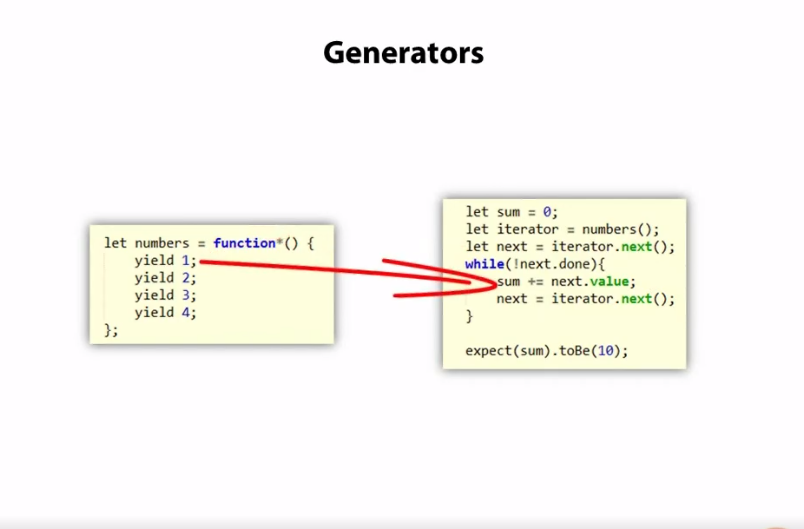 Generators
let numbers = function*() {
    yield 1;
    yield 2;
    yield 3;
    yield 4;
};
let sum = 0;
let iterator = numbers();
let next = iterator.next();
while(!next.done){
    sum += next.value;
    next = iterator.next();
}
expect(sum).toBe(10);